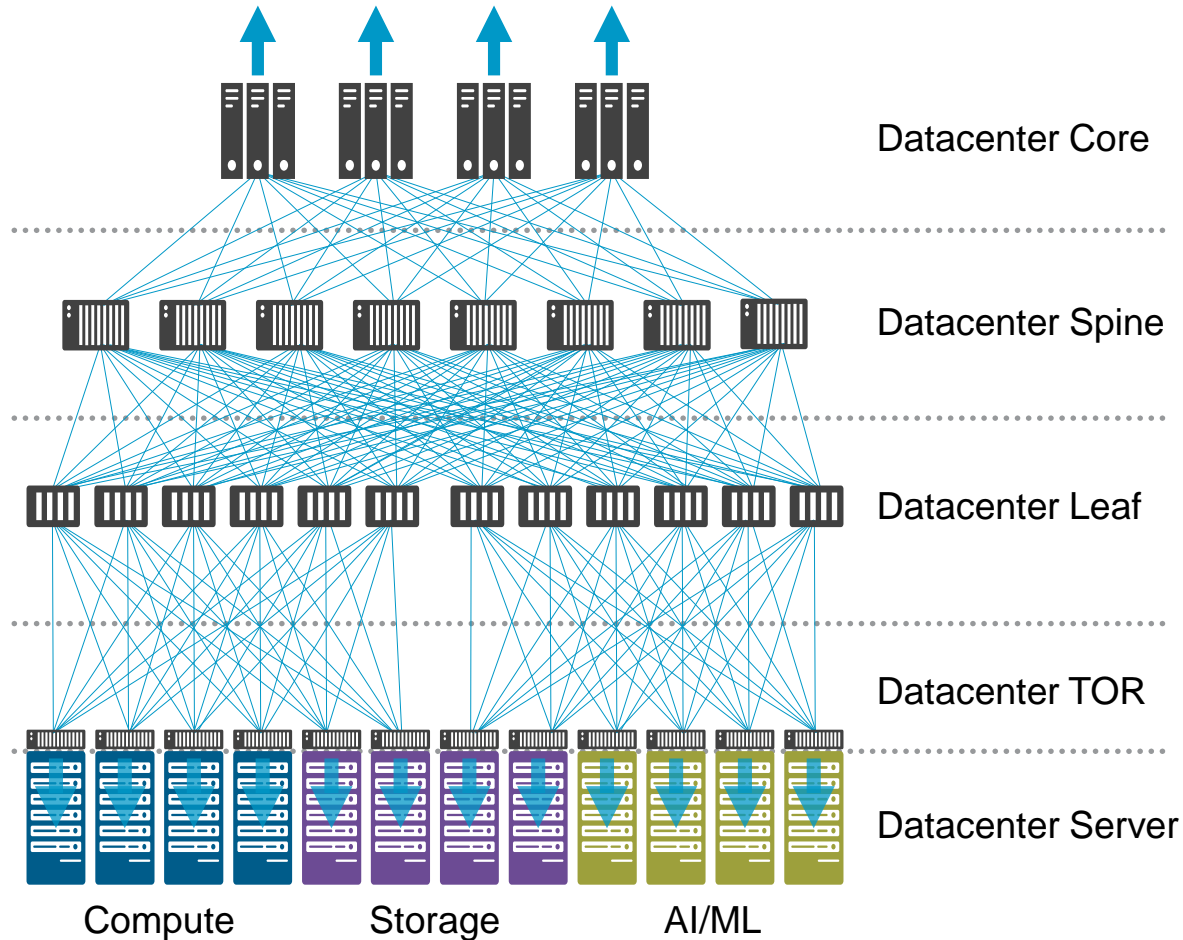 Datacenter Core
Datacenter Spine
Datacenter Leaf
Datacenter TOR
Datacenter Server
Compute Storage AI/ML